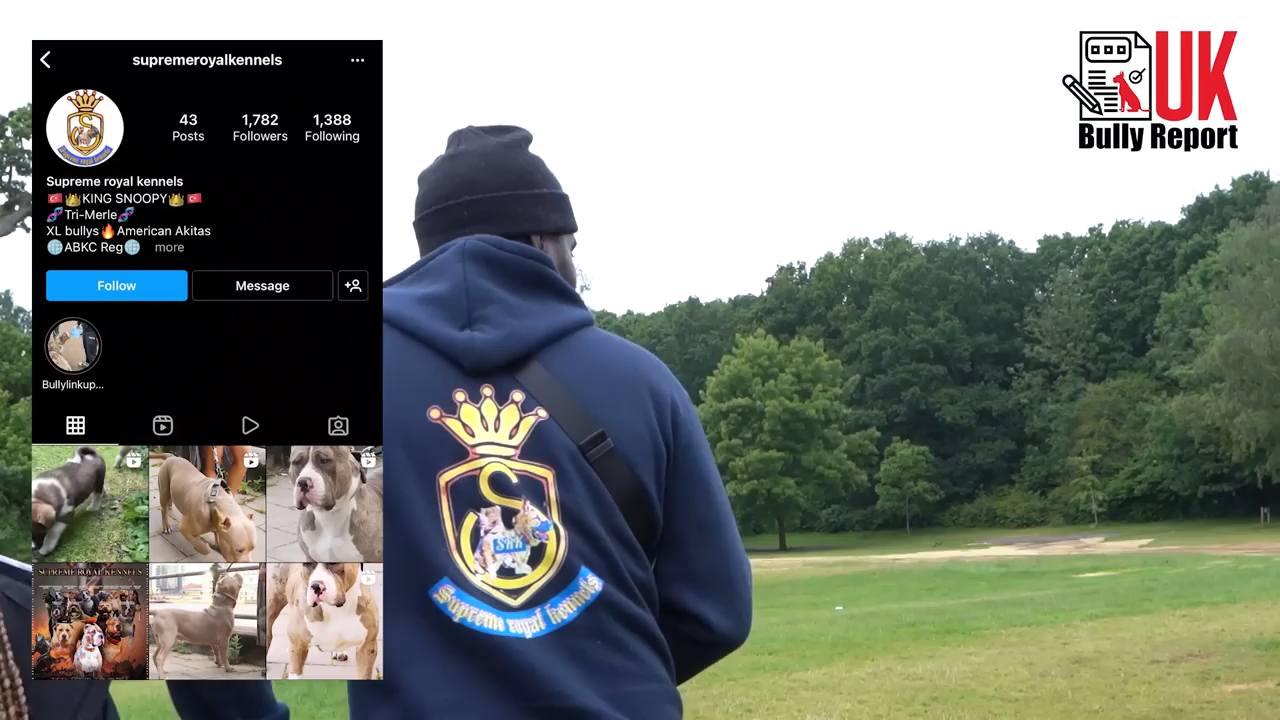 supremeroyalkennels
43
1,782
1,388
Posts
Followers
Following
Supreme royal kennels
🇹🇷👑KING SNOOPY👑🇹🇷
🧬Tri-Merle🧬
XL bullys🔥American Akitas
🌐ABKC Reg🌐 more
Follow
Message
Bullylinkup...
SUPREME ROYAL KENNELS
S
SRK
Supreme royal kennels
UK
Bully Report